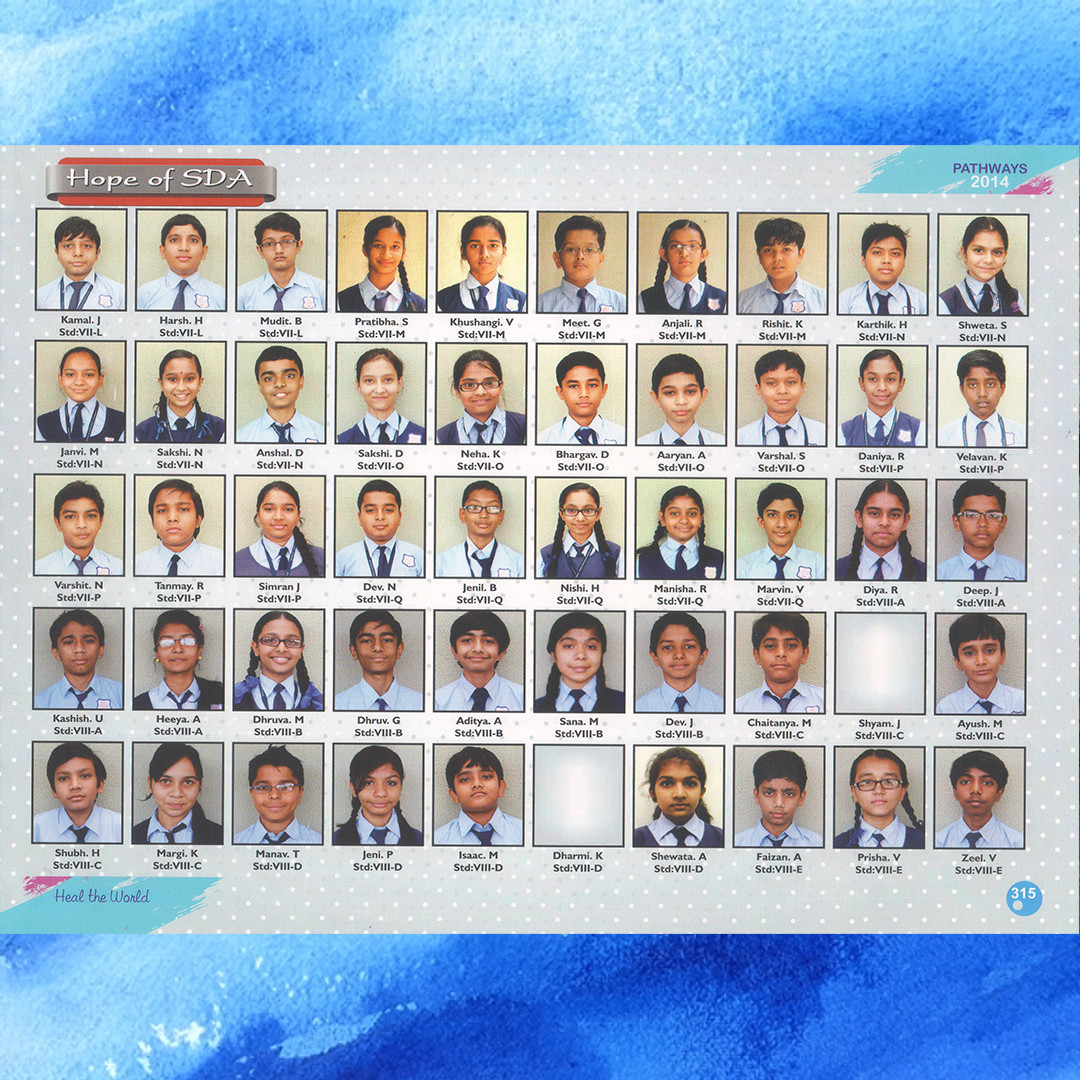 Hope of SDA
PATHWAYS
2014
Kamal. J
Std:VII-L
Harsh. H
Std:VII-L
Mudit. B
Std:VII-L
Pratibha. S
Std:VII-M
Khushangi. V
Std:VII-M
Meet. G
Std:VII-M
Anjali. R
Std:VII-M
Rishit. K
Std:VII-M
Karthik. H
Std:VII-N
Shweta. S
Std:VII-N
Janvi. M
Std:VII-N
Sakshi. N
Std:VII-N
Anshal. D
Std:VII-N
Sakshi. D
Std:VII-O
Neha. K
Std:VII-O
Bhargav. D
Std:VII-O
Aaryan. A
Std:VII-O
Varshal. S
Std:VII-O
Daniya. R
Std:VII-P
Velavan. K
Std:VII-P
Varshit. N
Std:VII-P
Tanmay. R
Std:VII-P
Simran J
Std:VII-P
Dev. N
Std:VII-Q
Jenil. B
Std:VII-Q
Nishi. H
Std:VII-Q
Manisha. R
Std:VII-Q
Marvin. V
Std:VII-Q
Diya. R
Std:VIII-A
Deep. J
Std:VIII-A
Kashish. U
Std:VIII-A
Heeya. A
Std:VIII-A
Dhruva. M
Std:VIII-B
Dhruv. G
Std:VIII-B
Aditya. A
Std:VIII-B
Sana. M
Std:VIII-B
Dev. J
Std:VIII-B
Chaitanya. M
Std:VIII-C
Shyam. J
Std:VIII-C
Ayush. M
Std:VIII-C
Shubh. H
Std:VIII-C
Margi. K
Std:VIII-C
Manav. T
Std:VIII-D
Jeni. P
Std:VIII-D
Isaac. M
Std:VIII-D
Dharmi. K
Std:VIII-D
Shewata. A
Std:VIII-D
Faizan. A
Std:VIII-E
Prisha. V
Std:VIII-E
Zeel. V
Std:VIII-E
Heal the World
315